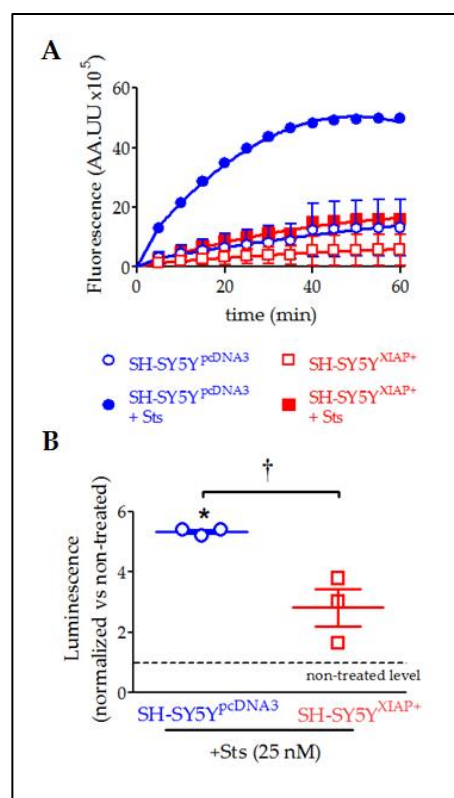 A
Fluorescence (AA.UU x10⁵)
60
40
20
0
0
20
40
60
time (min)
SH-SY5Y^pcDNA3
SH-SY5Y^XIAP+
SH-SY5Y^pcDNA3
+ Sts
SH-SY5Y^XIAP+
+ Sts
B
†
*
Luminescence
(normalized vs non-treated)
6
4
2
0
non-treated level
SH-SY5Y^pcDNA3
SH-SY5Y^XIAP+
+Sts (25 nM)